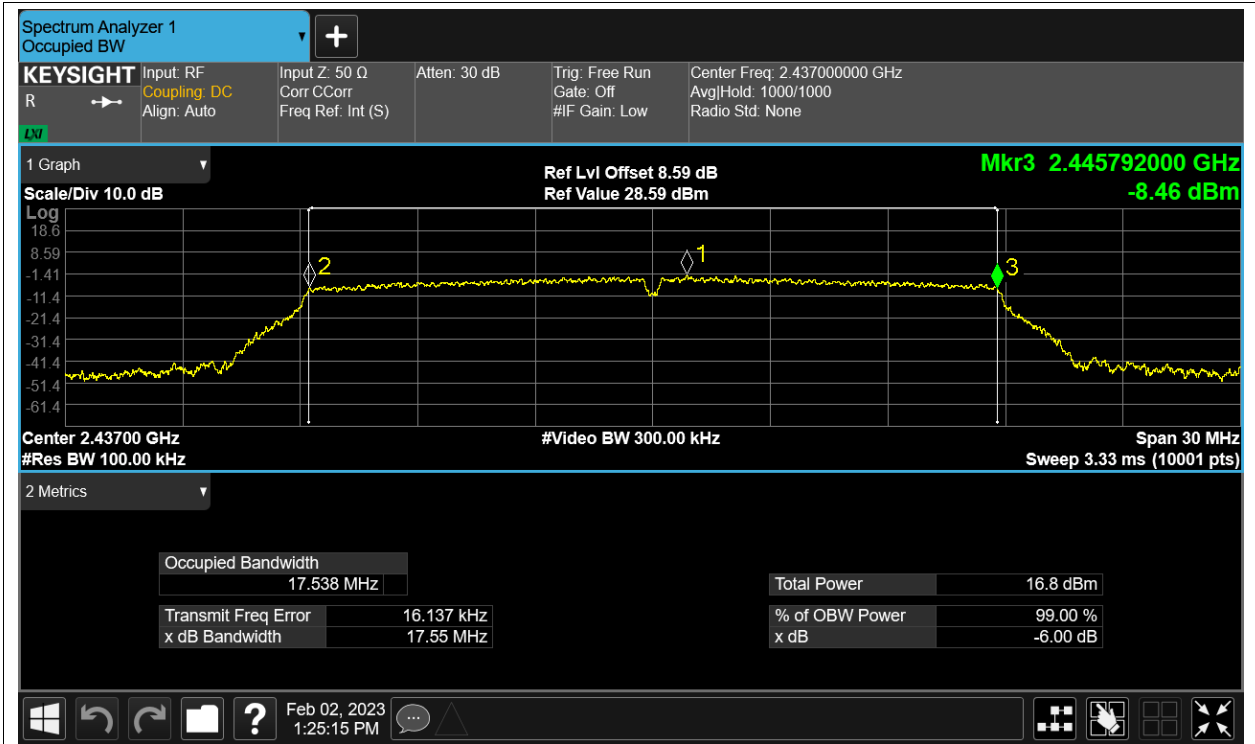 Spectrum Analyzer 1
Occupied BW
KEYSIGHT
R
LXI
Input: RF
Coupling: DC
Align: Auto
Input Z: 50 Ω
Corr CCorr
Freq Ref: Int (S)
Atten: 30 dB
Trig: Free Run
Gate: Off
#IF Gain: Low
Center Freq: 2.437000000 GHz
Avg|Hold: 1000/1000
Radio Std: None
1 Graph
Scale/Div 10.0 dB
Ref Lvl Offset 8.59 dB
Ref Value 28.59 dBm
Mkr3 2.445792000 GHz
-8.46 dBm
Log
18.6
8.59
-1.41
-11.4
-21.4
-31.4
-41.4
-51.4
-61.4
2
1
3
Center 2.43700 GHz
#Res BW 100.00 kHz
#Video BW 300.00 kHz
Span 30 MHz
Sweep 3.33 ms (10001 pts)
2 Metrics
Occupied Bandwidth
17.538 MHz
Transmit Freq Error 16.137 kHz
x dB Bandwidth 17.55 MHz
Total Power 16.8 dBm
% of OBW Power 99.00 %
x dB -6.00 dB
?
Feb 02, 2023
1:25:15 PM